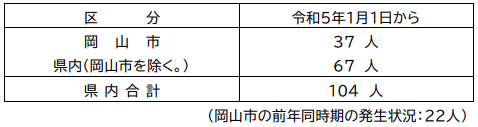 区　　分　令和5年1月1日から
岡　山　市　37　人
県内(岡山市を除く。)　67　人
県 内 合 計　104　人
(岡山市の前年同時期の発生状況：22人)